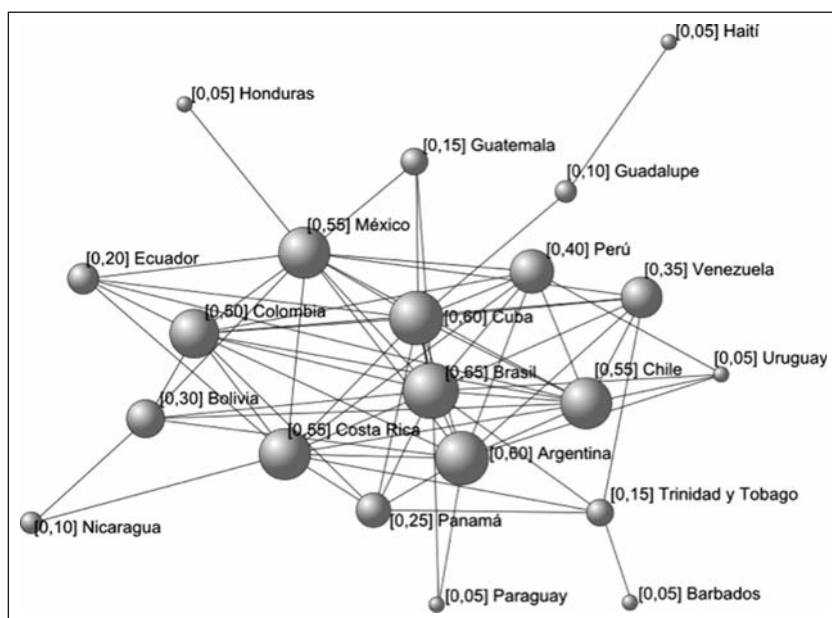 [0,05] Haití
[0,05] Honduras
[0,15] Guatemala
[0,10] Guadalupe
[0,55] México
[0,40] Perú
[0,20] Ecuador
[0,35] Venezuela
[0,50] Colombia
[0,60] Cuba
[0,05] Uruguay
[0,65] Brasil
[0,55] Chile
[0,30] Bolivia
[0,55] Costa Rica
[0,60] Argentina
[0,15] Trinidad y Tobago
[0,25] Panamá
[0,10] Nicaragua
[0,05] Paraguay
[0,05] Barbados